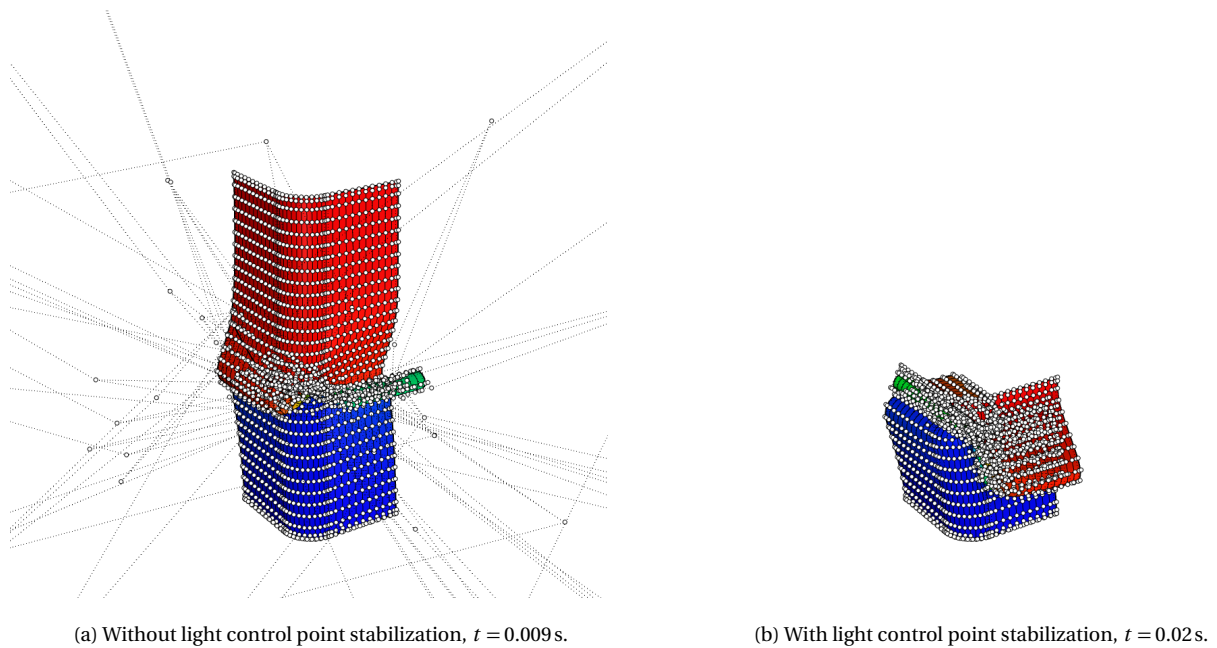 (a) Without light control point stabilization, t = 0.009 s.
(b) With light control point stabilization, t = 0.02 s.